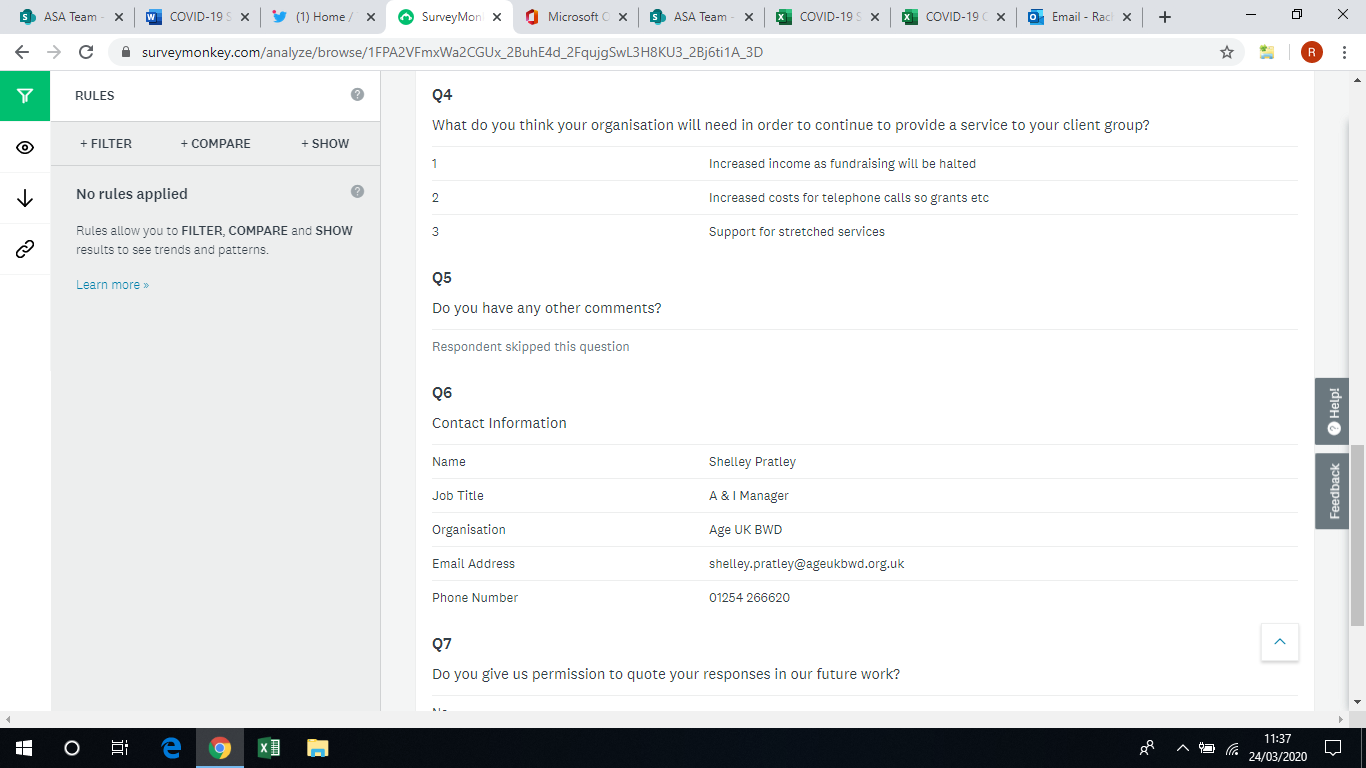 ASA Team -
COVID-19 S
(1) Home /
SurveyMon
Microsoft C
ASA Team -
COVID-19 S
COVID-19 C
Email - Rac
surveymonkey.com/analyze/browse/1FPA2VFmxWa2CGUx_2BuhE4d_2FqujgSwL3H8KU3_2Bj6ti1A_3D
R
RULES
+ FILTER + COMPARE + SHOW
No rules applied
Rules allow you to FILTER, COMPARE and SHOW
results to see trends and patterns.
Learn more »
Q4
What do you think your organisation will need in order to continue to provide a service to your client group?
1 Increased income as fundraising will be halted
2 Increased costs for telephone calls so grants etc
3 Support for stretched services
Q5
Do you have any other comments?
Respondent skipped this question
Q6
Contact Information
Name Shelley Pratley
Job Title A & I Manager
Organisation Age UK BWD
Email Address shelley.pratley@ageukbwd.org.uk
Phone Number 01254 266620
Q7
Do you give us permission to quote your responses in our future work?
Help!
Feedback
11:37
24/03/2020